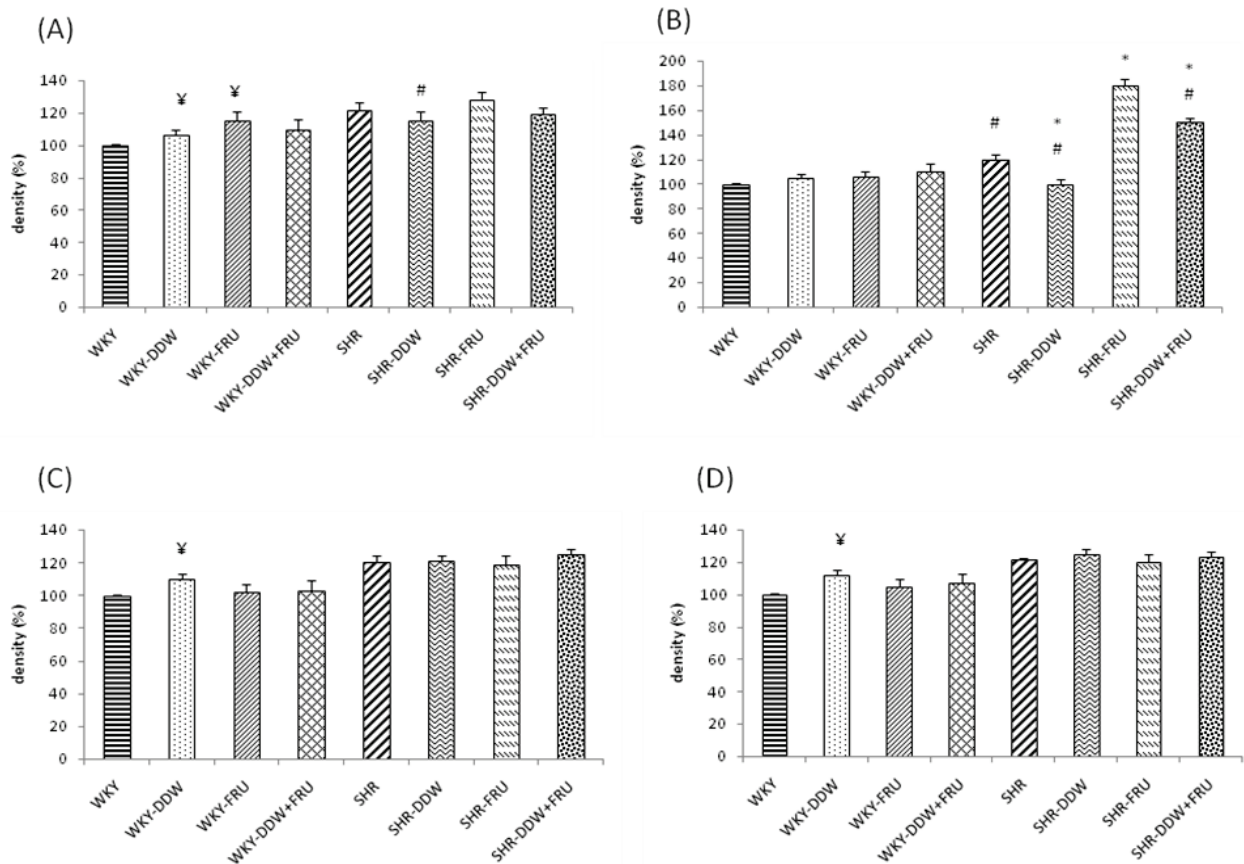 (A)
density (%)
140
120
100
80
60
40
20
0
¥
¥
#
WKY
WKY-DDW
WKY-FRU
WKY-DDW+FRU
SHR
SHR-DDW
SHR-FRU
SHR-DDW+FRU
(B)
density (%)
200
180
160
140
120
100
80
60
40
20
0
#
*
#
*
*
#
WKY
WKY-DDW
WKY-FRU
WKY-DDW+FRU
SHR
SHR-DDW
SHR-FRU
SHR-DDW+FRU
(C)
density (%)
140
120
100
80
60
40
20
0
¥
WKY
WKY-DDW
WKY-FRU
WKY-DDW+FRU
SHR
SHR-DDW
SHR-FRU
SHR-DDW+FRU
(D)
density (%)
140
120
100
80
60
40
20
0
¥
WKY
WKY-DDW
WKY-FRU
WKY-DDW+FRU
SHR
SHR-DDW
SHR-FRU
SHR-DDW+FRU